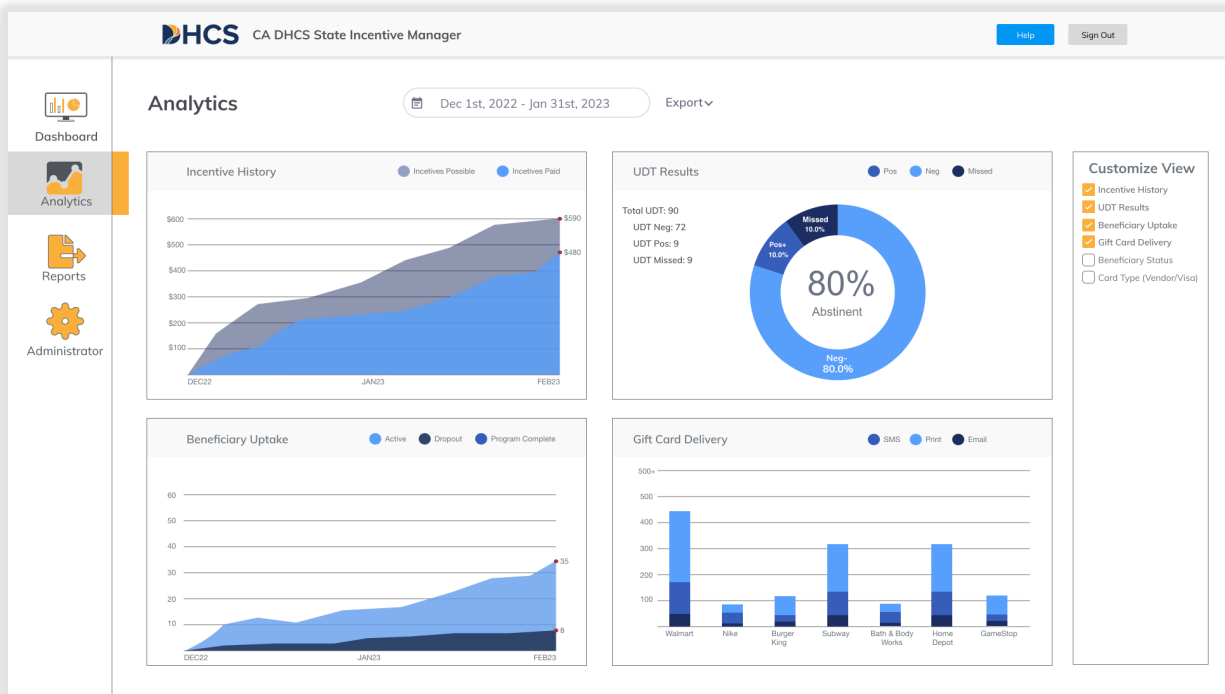 DHCS CA DHCS State Incentive Manager
Help
Sign Out
Dashboard
Analytics
Reports
Administrator
Analytics
Dec 1st, 2022 - Jan 31st, 2023
Export
Incentive History
Incetives Possible
Incetives Paid
$600
$500
$400
$300
$200
$100
$590
$480
DEC22
JAN23
FEB23
UDT Results
Pos
Neg
Missed
Total UDT: 90
UDT Neg: 72
UDT Pos: 9
UDT Missed: 9
Missed
10.0%
Pos+
10.0%
80%
Abstinent
Neg-
80.0%
Customize View
Incentive History
UDT Results
Beneficiary Uptake
Gift Card Delivery
Beneficiary Status
Card Type (Vendor/Visa)
Beneficiary Uptake
Active
Dropout
Program Complete
60
50
40
30
20
10
35
8
DEC22
JAN23
FEB23
Gift Card Delivery
SMS
Print
Email
500+
500
400
300
200
100
Walmart
Nike
Burger
King
Subway
Bath & Body
Works
Home
Depot
GameStop